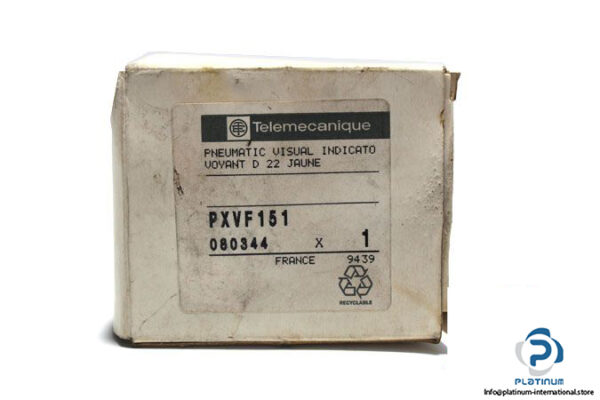 Telemecanique
PNEUMATIC VISUAL INDICATO
VOYANT D 22 JAUNE
PXVF151
080344 X 1
FRANCE 9439
RECYCLABLE
PLATINUM
Info@platinum-international.store